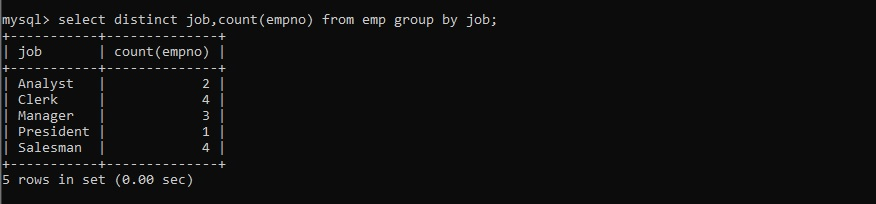 mysql> select distinct job,count(empno) from emp group by job;
+-----------+--------------+
| job       | count(empno) |
+-----------+--------------+
| Analyst   |            2 |
| Clerk     |            4 |
| Manager   |            3 |
| President |            1 |
| Salesman  |            4 |
+-----------+--------------+
5 rows in set (0.00 sec)